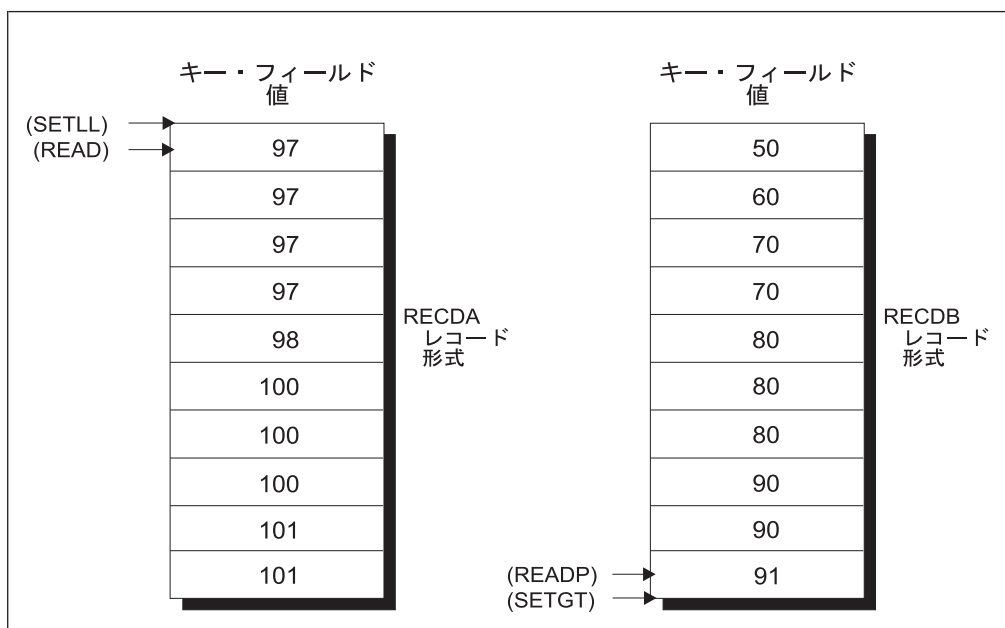 キー・フィールド
値
(SETLL)
(READ)
97
97
97
97
98
100
100
100
101
101
RECDA
レコード
形式
キー・フィールド
値
50
60
70
70
80
80
80
90
90
91
(READP)
(SETGT)
RECDB
レコード
形式